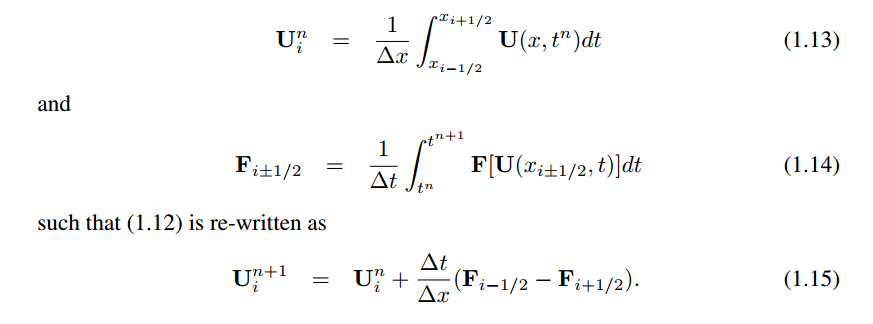 U_i^n = \frac{1}{\Delta x} \int_{x_{i-1/2}}^{x_{i+1/2}} U(x, t^n)dt (1.13)
and
F_{i±1/2} = \frac{1}{\Delta t} \int_{t^n}^{t^{n+1}} F[U(x_{i±1/2}, t)]dt (1.14)
such that (1.12) is re-written as
U_i^{n+1} = U_i^n + \frac{\Delta t}{\Delta x}(F_{i-1/2} − F_{i+1/2}). (1.15)